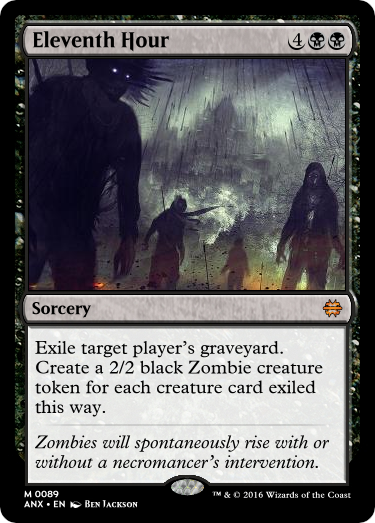 Eleventh Hour 4
Sorcery
Exile target player's graveyard.
Create a 2/2 black Zombie creature
token for each creature card exiled
this way.
Zombies will spontaneously rise with or
without a necromancer's intervention.
M 0089
ANX • EN Ben Jackson
™ & © 2016 Wizards of the Coast